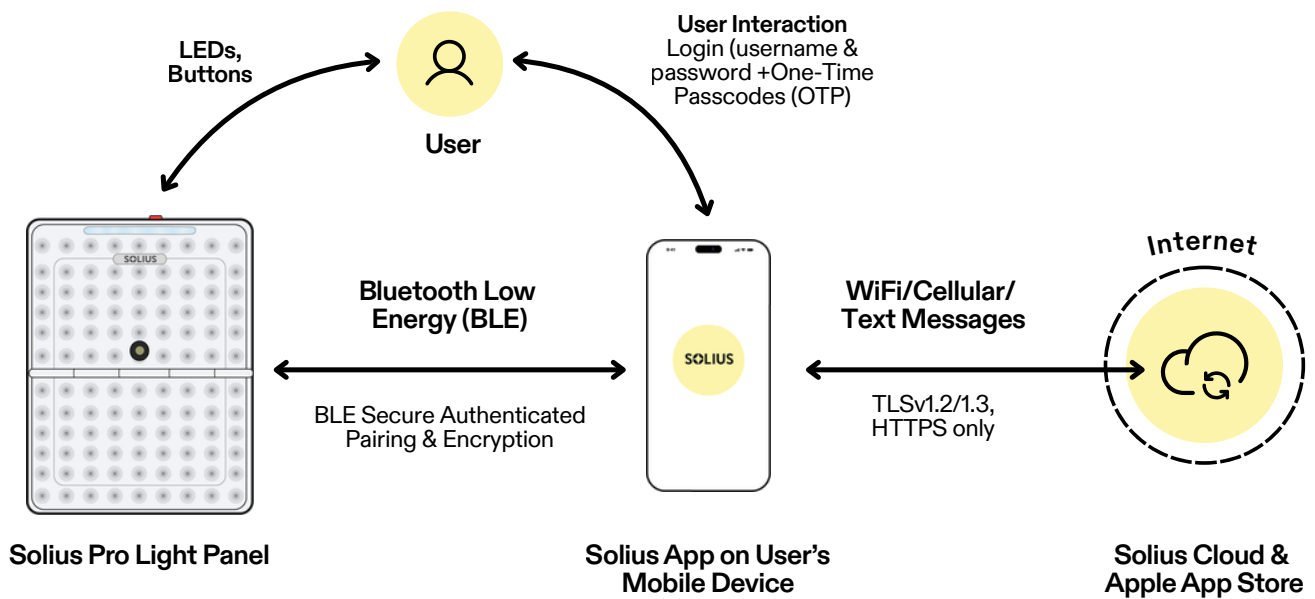 LEDs,
Buttons
User
User Interaction
Login (username &
password +One-Time
Passcodes (OTP)
SOLIUS
Bluetooth Low
Energy (BLE)
BLE Secure Authenticated
Pairing & Encryption
9:41
SOLIUS
WiFi/Cellular/
Text Messages
TLSv1.2/1.3,
HTTPS only
Internet
Solius Pro Light Panel
Solius App on User's
Mobile Device
Solius Cloud &
Apple App Store